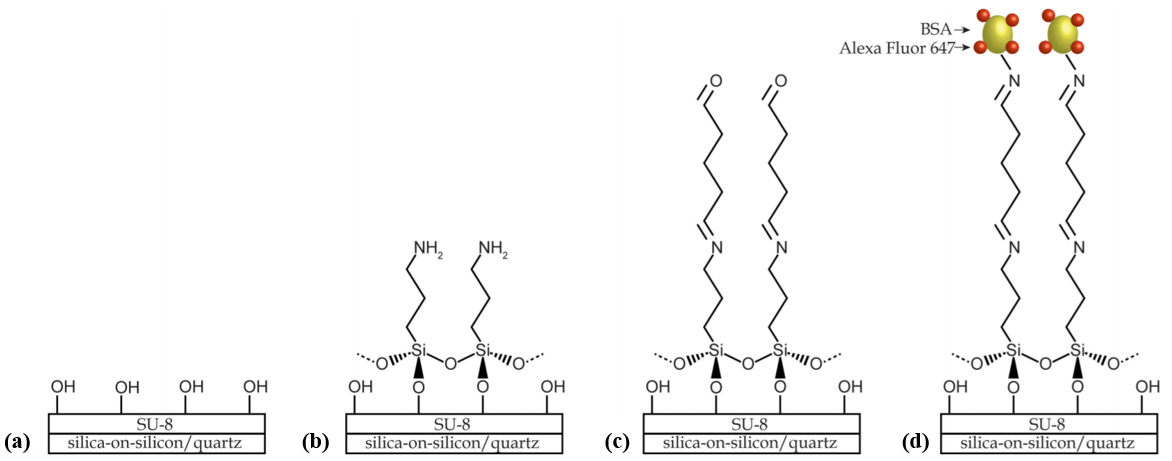 BSA→
Alexa Fluor 647→
O O
N N
NH2 NH2
N N N N N N
Si Si Si Si Si Si
O O O O O O O O O
OH OH OH OH OH O O OH OH O O OH OH O O OH
SU-8 SU-8 SU-8 SU-8
(a) silica-on-silicon/quartz (b) silica-on-silicon/quartz (c) silica-on-silicon/quartz (d) silica-on-silicon/quartz